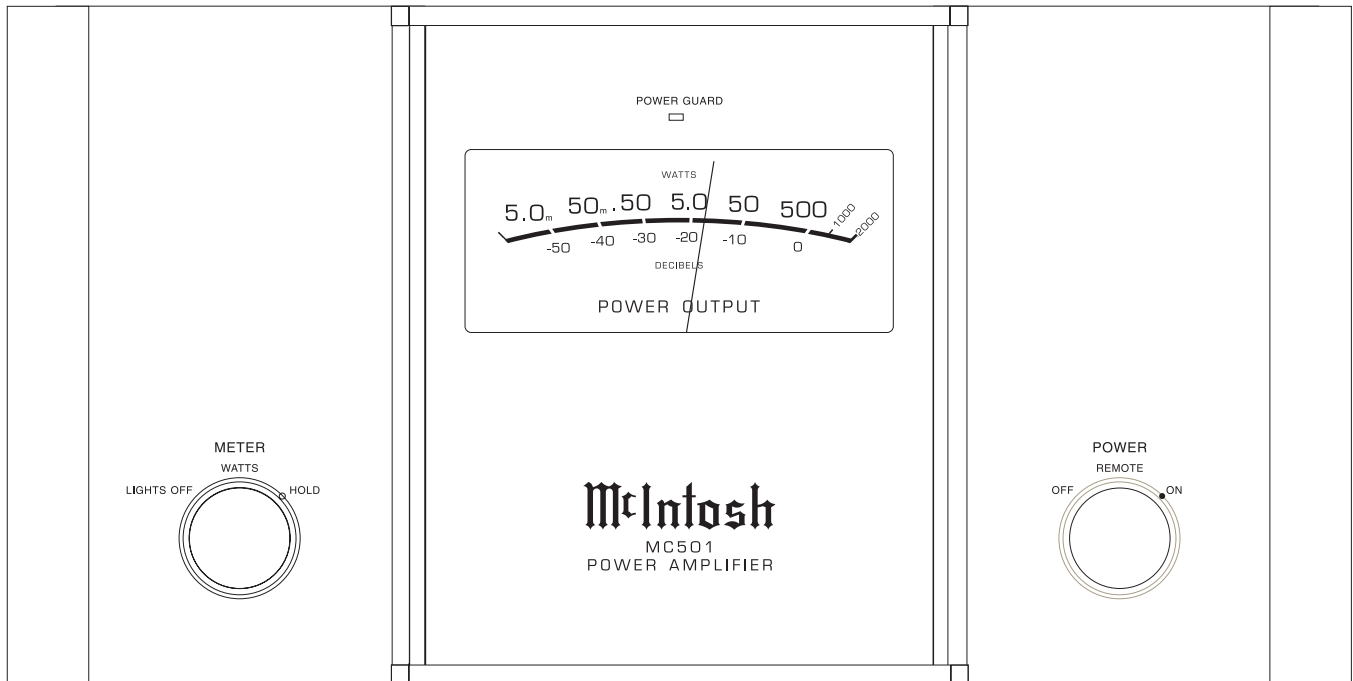 POWER GUARD
WATTS
5.0m 50m .50 5.0 50 500 1000 2000
-50 -40 -30 -20 -10 0
DECIBELS
POWER OUTPUT
METER
WATTS
LIGHTS OFF HOLD
McIntosh
MC501
POWER AMPLIFIER
POWER
REMOTE
OFF ON